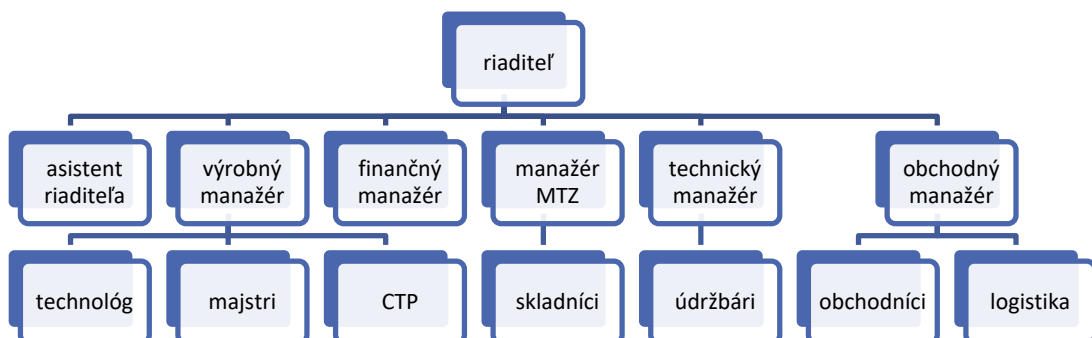 riaditeľ
asistent
riaditeľa
výrobný
manažér
finančný
manažér
manažér
MTZ
technický
manažér
obchodný
manažér
technológ
majstri
CTP
skladníci
údržbári
obchodníci
logistika